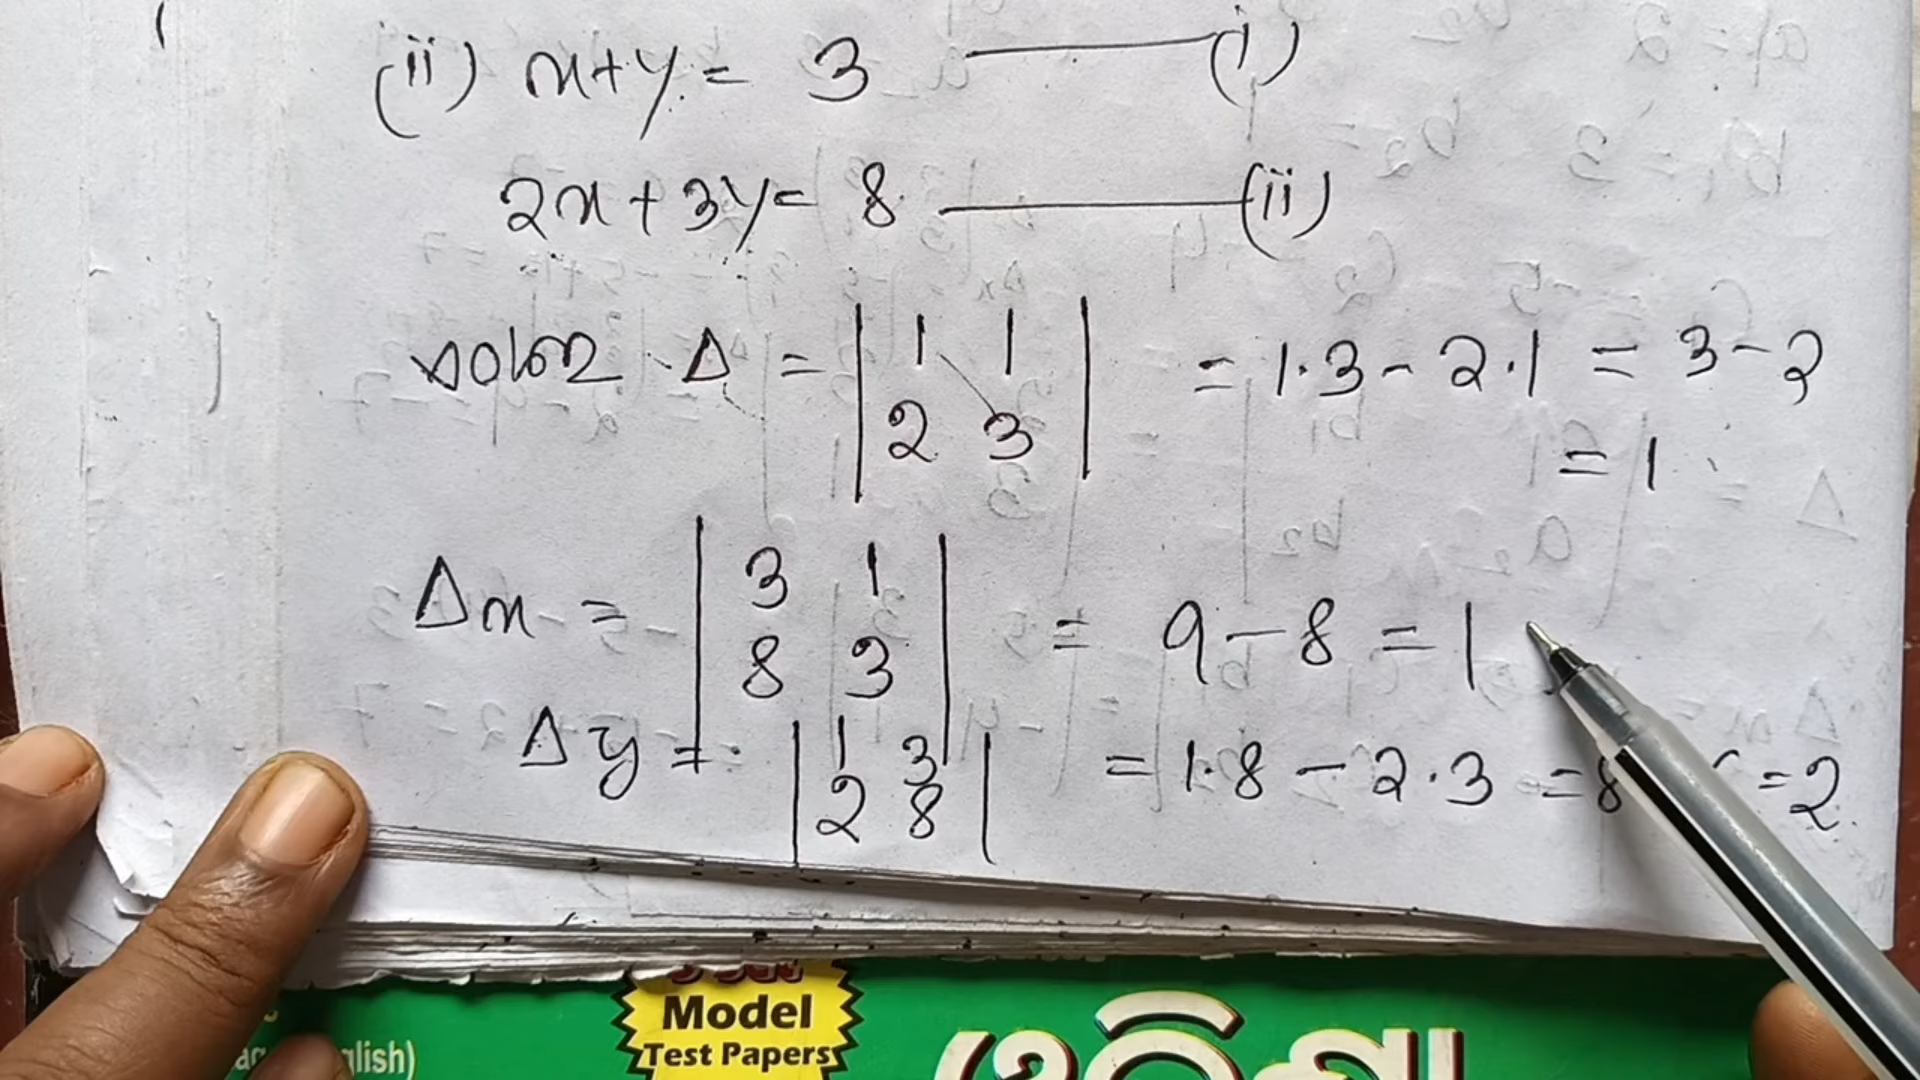 (ii) x+y = 3 ——— (i)
2x+3y= 8 ——— (ii)
Δ = | 1 1 | = 1·3 - 2·1 = 3-2
| 2 3 | = 1
Δx = | 3 1 | = 9-8 = 1
| 8 3 |
Δy = | 1 3 | = 1·8 - 2·3 = 8 = 2
| 2 8 |
Model
Test Papers
glish)
ଓଡ଼ିଆ